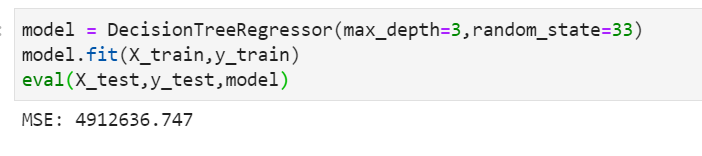 model = DecisionTreeRegressor(max_depth=3,random_state=33)
model.fit(X_train,y_train)
eval(X_test,y_test,model)
MSE: 4912636.747